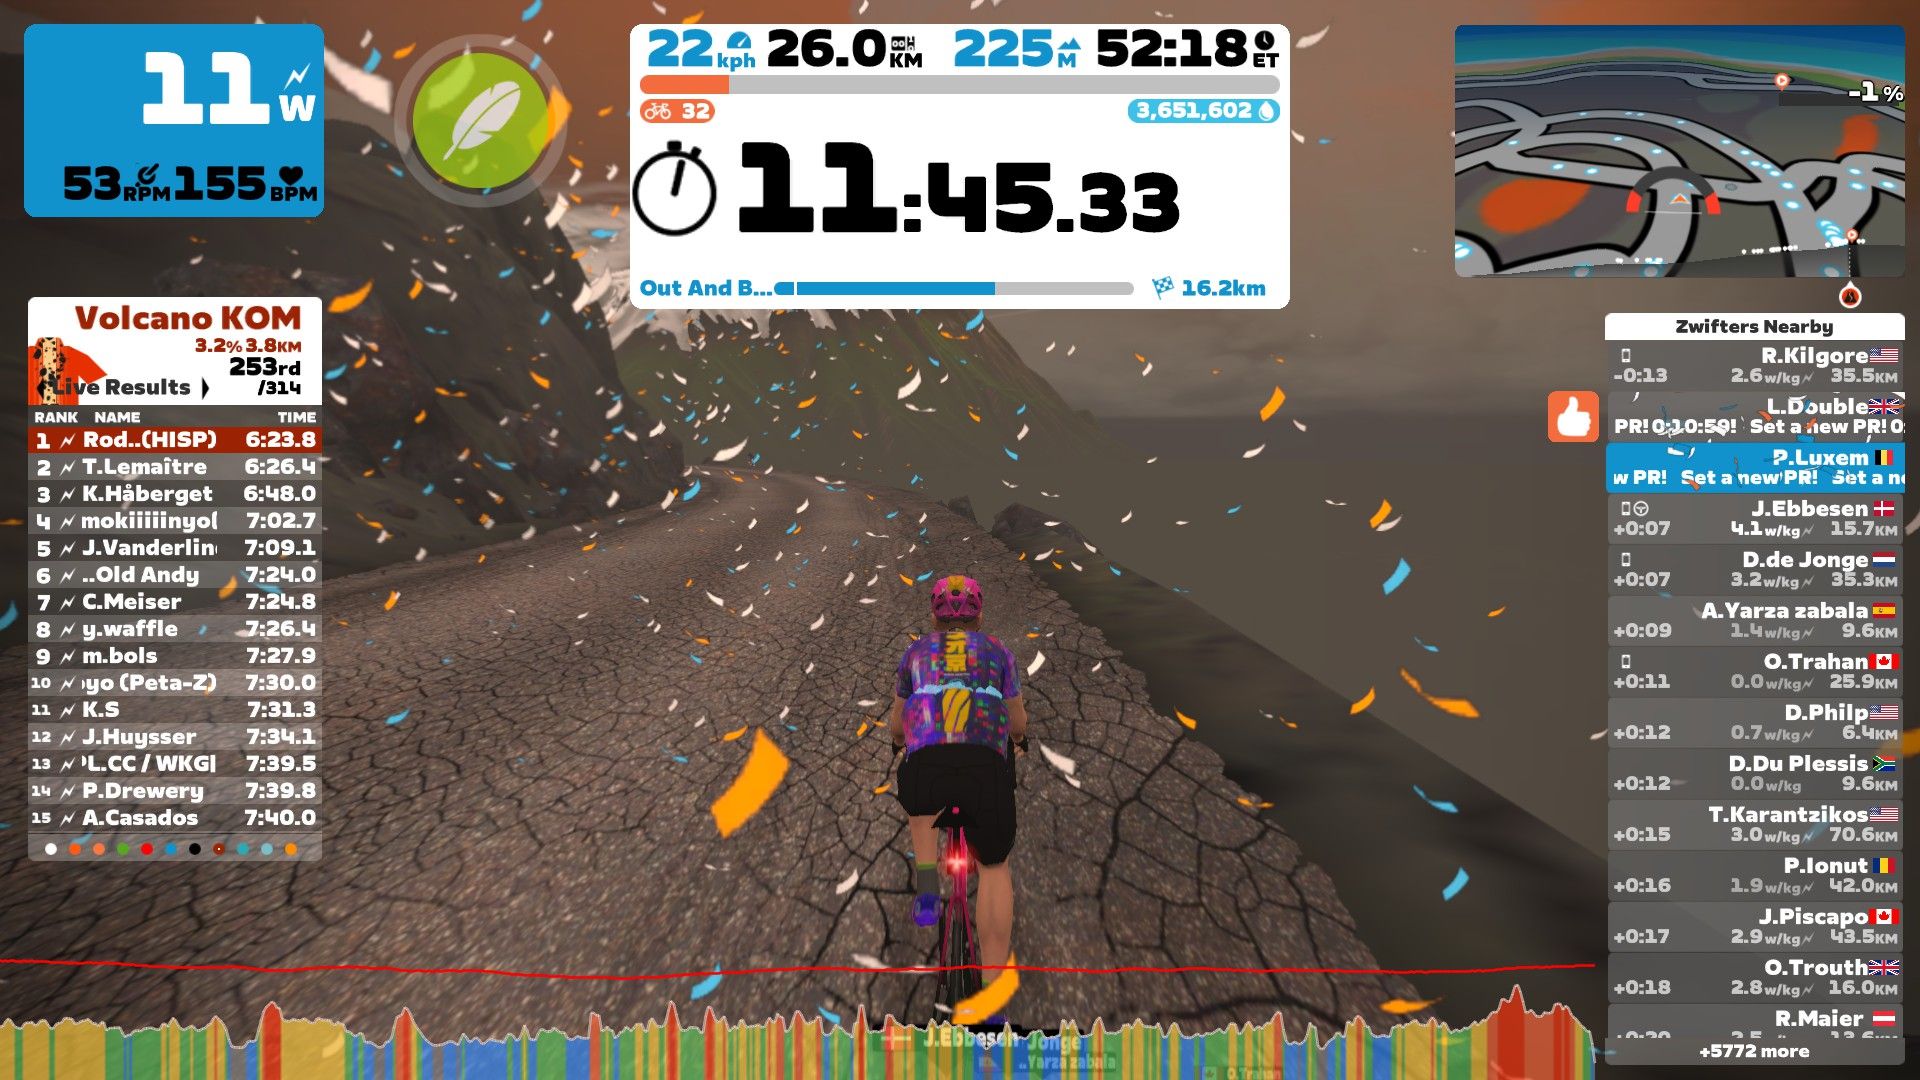 11 W
53 RPM 155 BPM
22 kph 26.0 KM 225 M 52:18 ET
32
3,651,602
11:45.33
Out And B... 16.2km
-1 %
Volcano KOM
3.2% 3.8KM
253rd
/314
Live Results
RANK NAME TIME
1 Rod..(HISP) 6:23.8
2 T.Lemaître 6:26.4
3 K.Håberget 6:48.0
4 mokiiiiinyo 7:02.7
5 J.Vanderlin 7:09.1
6 ..Old Andy 7:24.0
7 C.Meiser 7:24.8
8 y.waffle 7:26.4
9 m.bols 7:27.9
10 yo (Peta-Z) 7:30.0
11 K.S 7:31.3
12 J.Huysser 7:34.1
13 L.CC / WKG 7:39.5
14 P.Drewery 7:39.8
15 A.Casados 7:40.0
Zwifters Nearby
R.Kilgore
-0:13 2.6w/kg 35.5KM
L.Double
PR! 0:10:59! Set a new PR! 0:
P.Luxem
w PR! Set a new PR! Set a ne
J.Ebbesen
+0:07 4.1w/kg 15.7KM
D.de Jonge
+0:07 3.2w/kg 35.3KM
A.Yarza zabala
+0:09 1.4w/kg 9.6KM
O.Trahan
+0:11 0.0w/kg 25.9KM
D.Philp
+0:12 0.7w/kg 6.4KM
D.Du Plessis
+0:12 0.0w/kg 9.6KM
T.Karantzikos
+0:15 3.0w/kg 70.6KM
P.Ionut
+0:16 1.9w/kg 42.0KM
J.Piscapo
+0:17 2.9w/kg 43.5KM
O.Trouth
+0:18 2.8w/kg 16.0KM
R.Maier
+5772 more
J.Ebbesen
Jonge
..Yarza zabala
O.Trahan